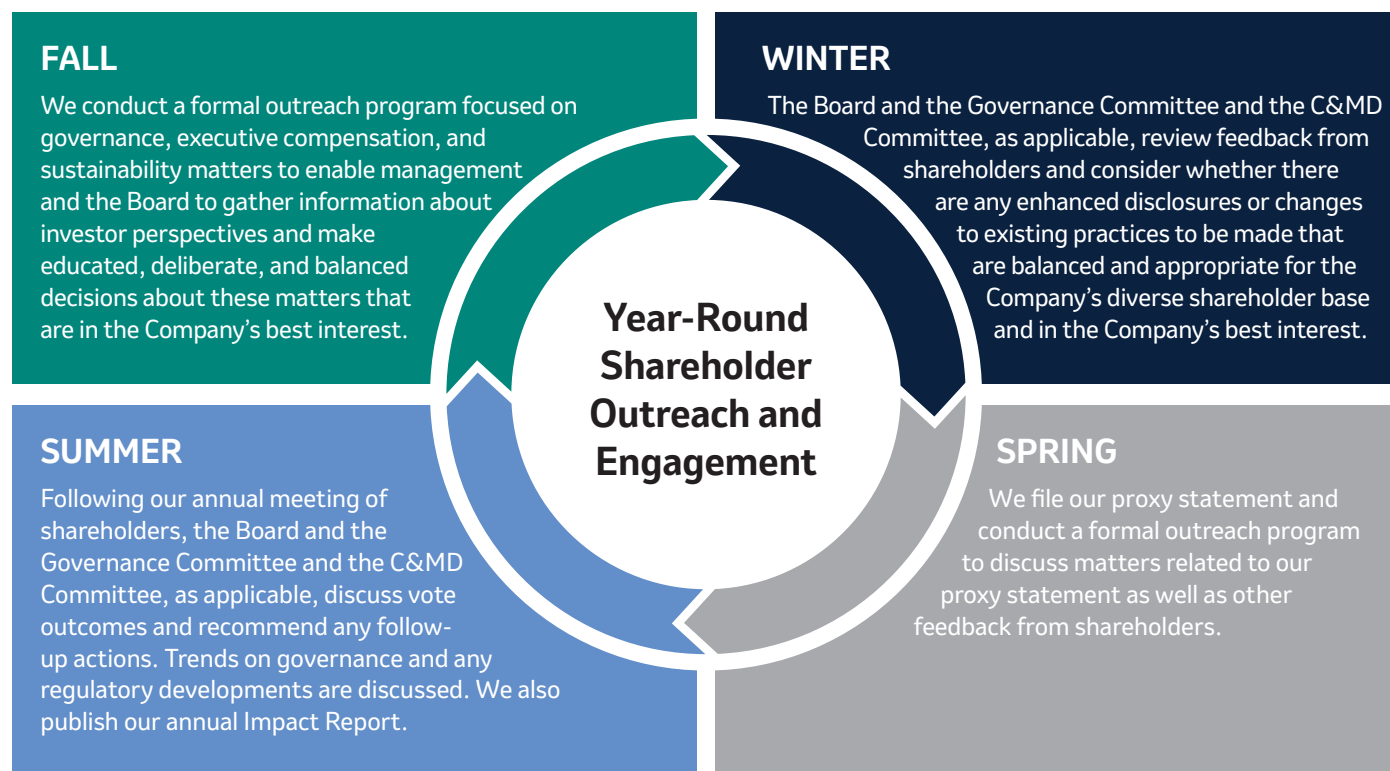 FALL
We conduct a formal outreach program focused on
governance, executive compensation, and
sustainability matters to enable management
and the Board to gather information about
investor perspectives and make
educated, deliberate, and balanced
decisions about these matters that
are in the Company’s best interest.
WINTER
The Board and the Governance Committee and the C&MD
Committee, as applicable, review feedback from
shareholders and consider whether there
are any enhanced disclosures or changes
to existing practices to be made that
are balanced and appropriate for the
Company’s diverse shareholder base
and in the Company’s best interest.
Year-Round
Shareholder
Outreach and
Engagement
SUMMER
Following our annual meeting of
shareholders, the Board and the
Governance Committee and the C&MD
Committee, as applicable, discuss vote
outcomes and recommend any follow-
up actions. Trends on governance and any
regulatory developments are discussed. We also
publish our annual Impact Report.
SPRING
We file our proxy statement and
conduct a formal outreach program
to discuss matters related to our
proxy statement as well as other
feedback from shareholders.